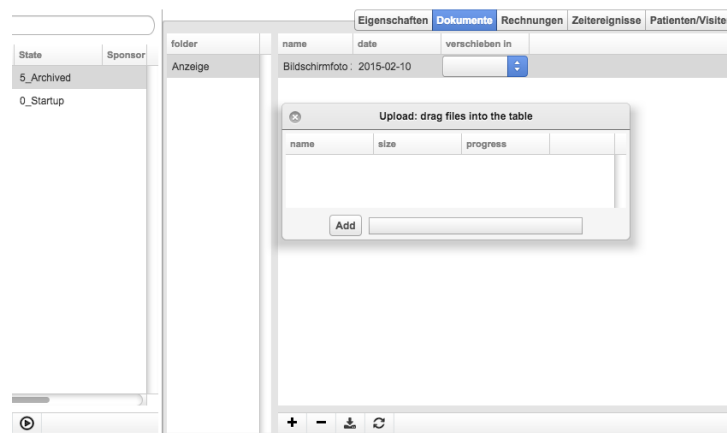 Eigenschaften Dokumente Rechnungen Zeitereignisse Patienten/Visite
State Sponsor
5_Archived
0_Startup
folder
Anzeige
name date verschieben in
Bildschirmfoto 2015-02-10
Upload: drag files into the table
name size progress
Add